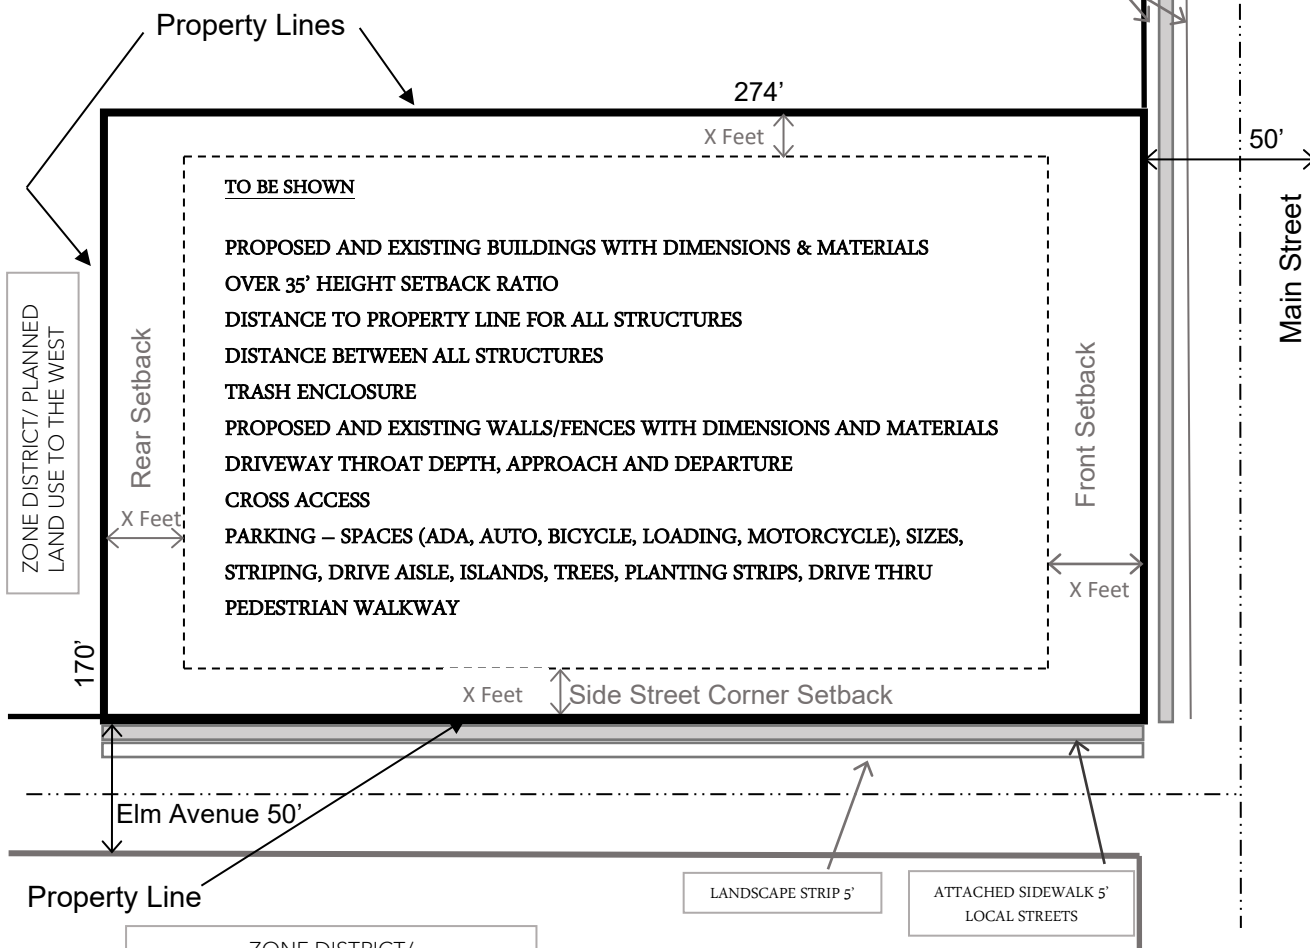 Property Lines
274’
X Feet
50’
Main Street
TO BE SHOWN
PROPOSED AND EXISTING BUILDINGS WITH DIMENSIONS & MATERIALS
OVER 35’ HEIGHT SETBACK RATIO
DISTANCE TO PROPERTY LINE FOR ALL STRUCTURES
DISTANCE BETWEEN ALL STRUCTURES
TRASH ENCLOSURE
PROPOSED AND EXISTING WALLS/FENCES WITH DIMENSIONS AND MATERIALS
DRIVEWAY THROAT DEPTH, APPROACH AND DEPARTURE
CROSS ACCESS
PARKING – SPACES (ADA, AUTO, BICYCLE, LOADING, MOTORCYCLE), SIZES,
STRIPING, DRIVE AISLE, ISLANDS, TREES, PLANTING STRIPS, DRIVE THRU
PEDESTRIAN WALKWAY
ZONE DISTRICT/ PLANNED
LAND USE TO THE WEST
Rear Setback
X Feet
Front Setback
X Feet
170’
X Feet
Side Street Corner Setback
Elm Avenue 50’
Property Line
LANDSCAPE STRIP 5’
ATTACHED SIDEWALK 5’
LOCAL STREETS
ZONE DISTRICT/